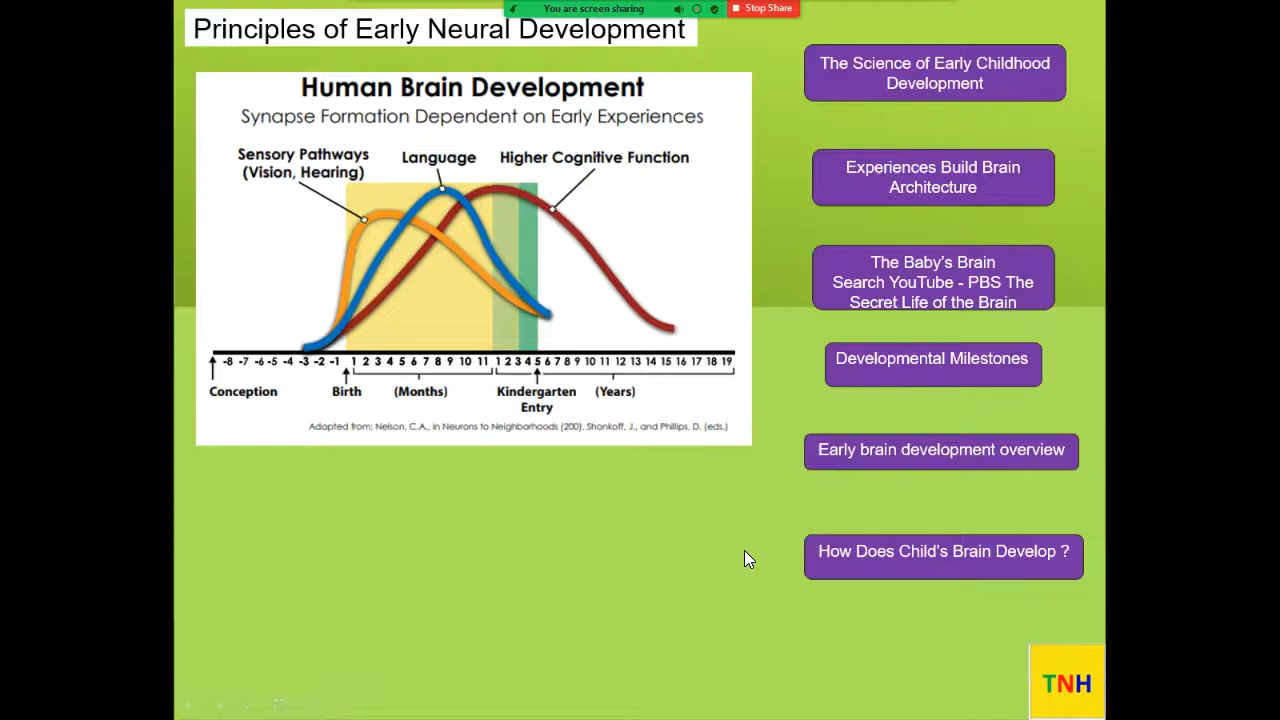 You are screen sharing
Stop Share
Principles of Early Neural Development
Human Brain Development
Synapse Formation Dependent on Early Experiences
Sensory Pathways
(Vision, Hearing)
Language
Higher Cognitive Function
-8 -7 -6 -5 -4 -3 -2 -1 1 2 3 4 5 6 7 8 9 10 11 1 2 3 4 5 6 7 8 9 10 11 12 13 14 15 16 17 18 19
Conception
Birth
(Months)
Kindergarten
Entry
(Years)
Adapted from: Nelson, C.A., in Neurons to Neighborhoods (200). Shonkoff, J., and Phillips, D. (eds.)
The Science of Early Childhood
Development
Experiences Build Brain
Architecture
The Baby's Brain
Search YouTube - PBS The
Secret Life of the Brain
Developmental Milestones
Early brain development overview
How Does Child's Brain Develop ?
TNH